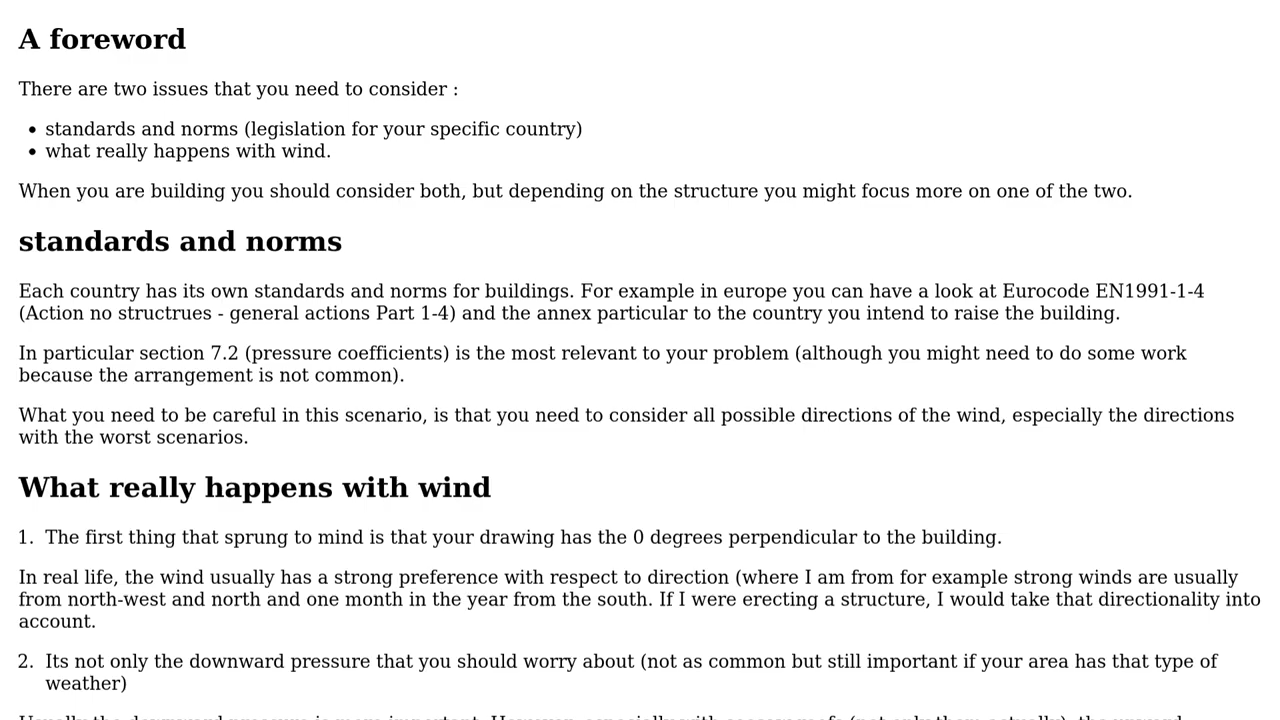 A foreword
There are two issues that you need to consider :
• standards and norms (legislation for your specific country)
• what really happens with wind.
When you are building you should consider both, but depending on the structure you might focus more on one of the two.
standards and norms
Each country has its own standards and norms for buildings. For example in europe you can have a look at Eurocode EN1991-1-4
(Action no structrues - general actions Part 1-4) and the annex particular to the country you intend to raise the building.
In particular section 7.2 (pressure coefficients) is the most relevant to your problem (although you might need to do some work
because the arrangement is not common).
What you need to be careful in this scenario, is that you need to consider all possible directions of the wind, especially the directions
with the worst scenarios.
What really happens with wind
1. The first thing that sprung to mind is that your drawing has the 0 degrees perpendicular to the building.
In real life, the wind usually has a strong preference with respect to direction (where I am from for example strong winds are usually
from north-west and north and one month in the year from the south. If I were erecting a structure, I would take that directionality into
account.
2. Its not only the downward pressure that you should worry about (not as common but still important if your area has that type of
weather)